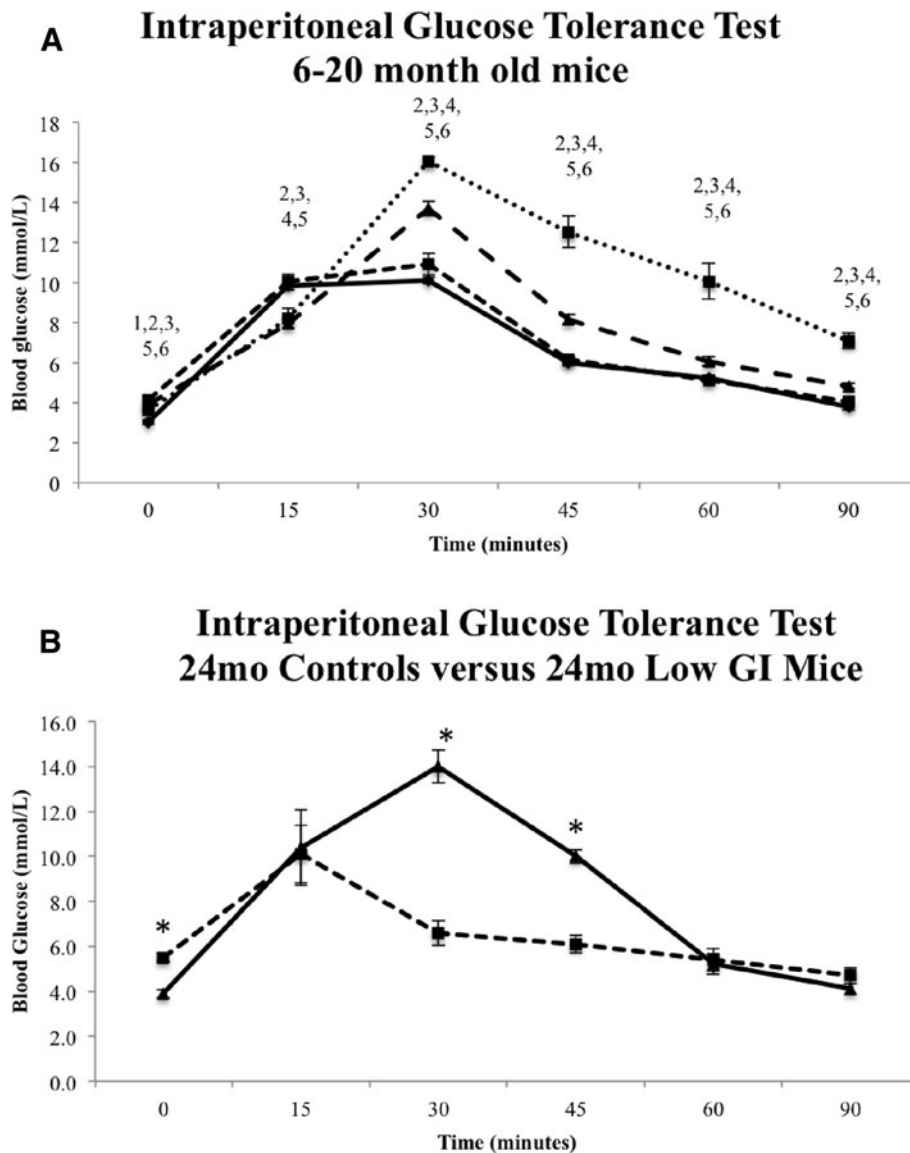 A
Intraperitoneal Glucose Tolerance Test
6-20 month old mice
Blood glucose (mmol/L)
18
16
14
12
10
8
6
4
2
0
1,2,3,
5,6
2,3,
4,5
2,3,4,
5,6
2,3,4,
5,6
2,3,4,
5,6
2,3,4,
5,6
0 15 30 45 60 90
Time (minutes)
B
Intraperitoneal Glucose Tolerance Test
24mo Controls versus 24mo Low GI Mice
Blood Glucose (mmol/L)
16.0
14.0
12.0
10.0
8.0
6.0
4.0
2.0
0.0
*
*
*
0 15 30 45 60 90
Time (minutes)